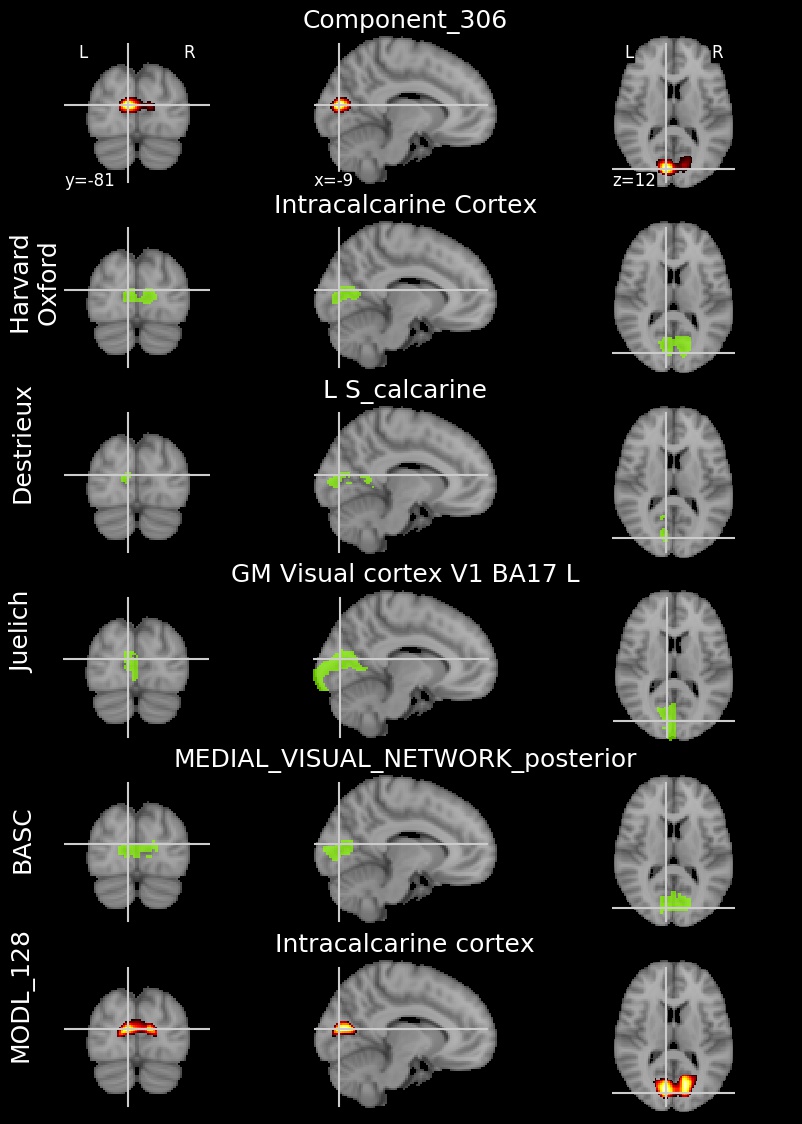 Component_306
L R L R
y=-81 x=-9 z=12
Intracalcarine Cortex
Harvard
Oxford
L S_calcarine
Destrieux
GM Visual cortex V1 BA17 L
Juelich
MEDIAL_VISUAL_NETWORK_posterior
BASC
Intracalcarine cortex
MODL_128